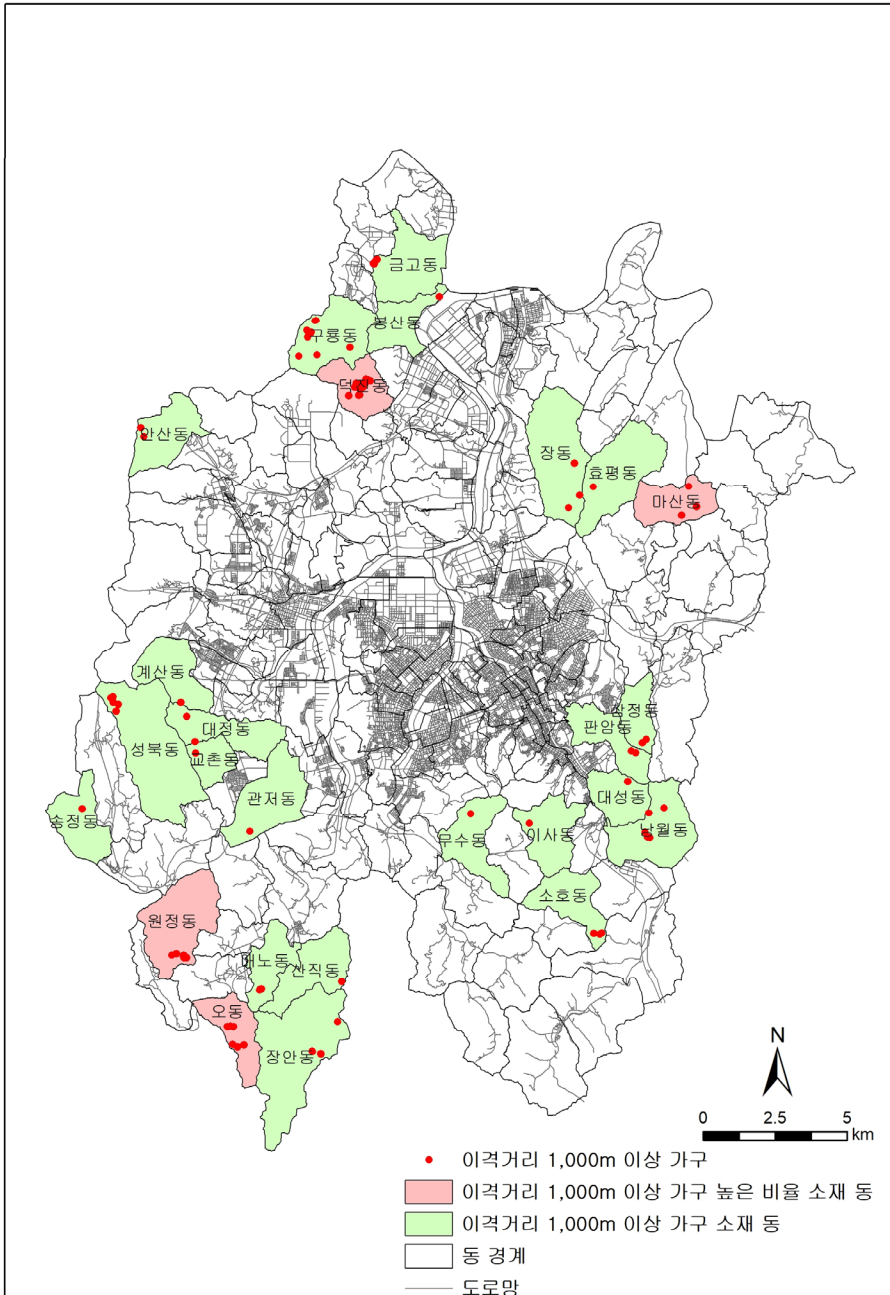 금고동
봉산동
구룡동
덕진동
안산동
장동
효평동
마산동
계산동
대정동
성북동
교촌동
관저동
송정동
삼정동
판암동
대성동
낭월동
무수동
이사동
소호동
원정동
매노동
산직동
오동
장안동
N
0 2.5 5
km
이격거리 1,000m 이상 가구
이격거리 1,000m 이상 가구 높은 비율 소재 동
이격거리 1,000m 이상 가구 소재 동
동 경계
도로망